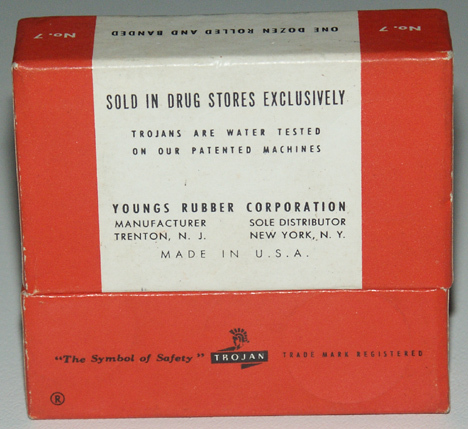 No. 7 ONE DOZEN ROLLED AND BANDED No. 7
SOLD IN DRUG STORES EXCLUSIVELY
TROJANS ARE WATER TESTED
ON OUR PATENTED MACHINES
YOUNGS RUBBER CORPORATION
MANUFACTURER SOLE DISTRIBUTOR
TRENTON, N. J. NEW YORK, N. Y.
MADE IN U.S.A.
"The Symbol of Safety" TROJAN TRADE MARK REGISTERED
®